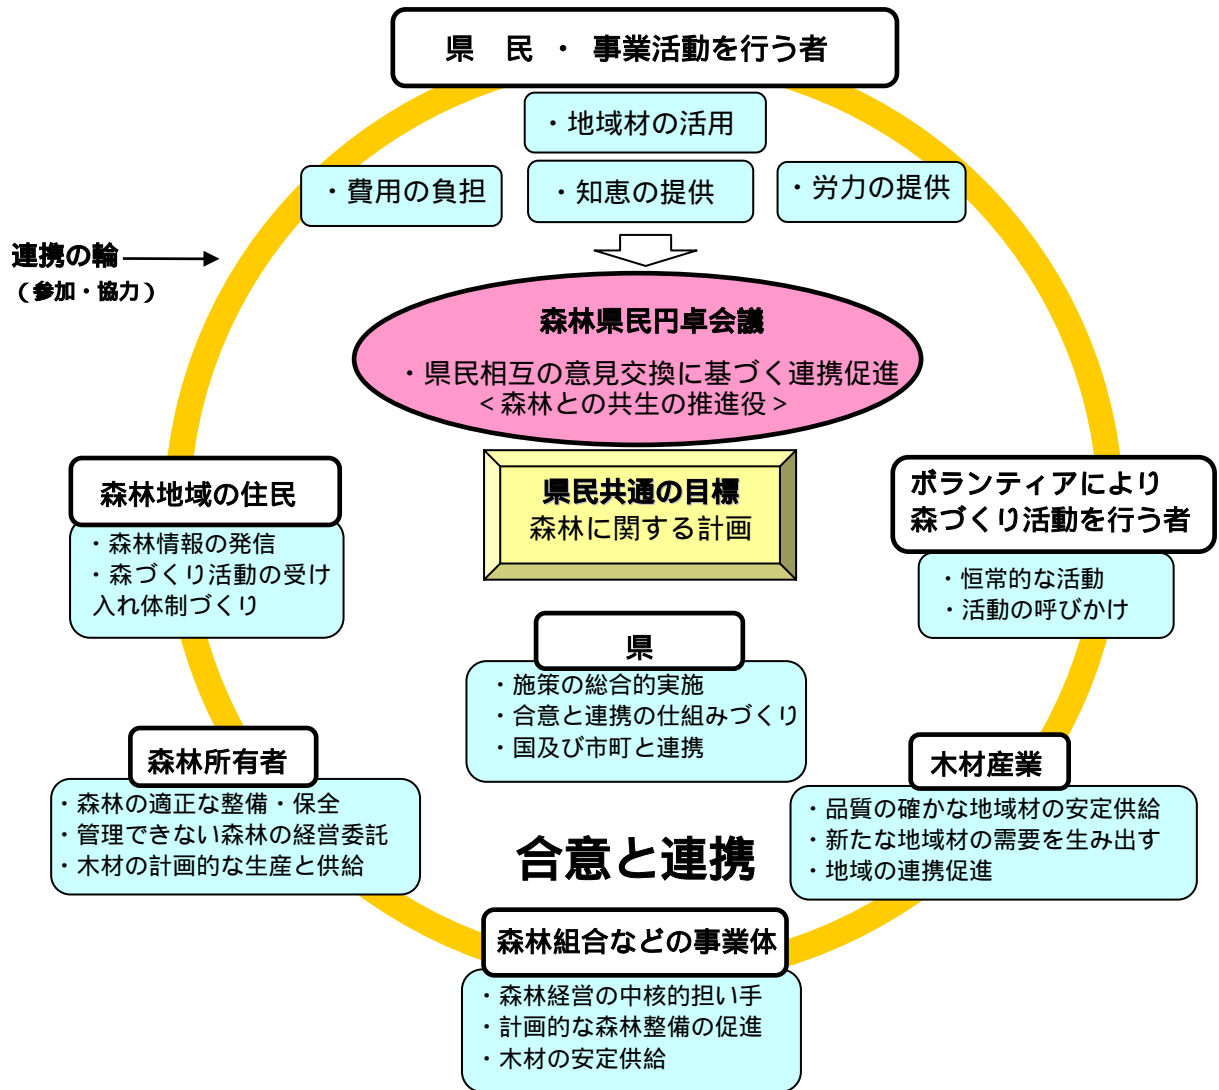 県　民 ・ 事業活動を行う者
・地域材の活用
・費用の負担
・知恵の提供
・労力の提供
連携の輪
（参加・協力）
森林県民円卓会議
・県民相互の意見交換に基づく連携促進
＜森林との共生の推進役＞
県民共通の目標
森林に関する計画
森林地域の住民
・森林情報の発信
・森づくり活動の受け
入れ体制づくり
ボランティアにより
森づくり活動を行う者
・恒常的な活動
・活動の呼びかけ
県
・施策の総合的実施
・合意と連携の仕組みづくり
・国及び市町と連携
森林所有者
・森林の適正な整備・保全
・管理できない森林の経営委託
・木材の計画的な生産と供給
木材産業
・品質の確かな地域材の安定供給
・新たな地域材の需要を生み出す
・地域の連携促進
合意と連携
森林組合などの事業体
・森林経営の中核的担い手
・計画的な森林整備の促進
・木材の安定供給